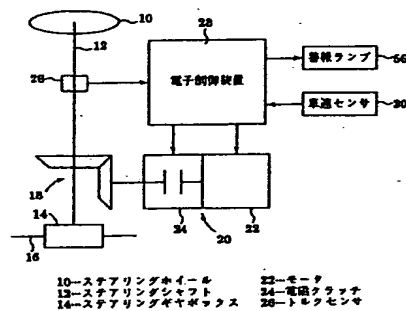 10
12
28
23
電子制御装置
警報ランプ
56
車速センサ
30
18
14
16
24
20
22
10—ステアリングホイール
12—ステアリングシャフト
14—ステアリングギヤボックス
22—モータ
24—電磁クラッチ
26—トルクセンサ